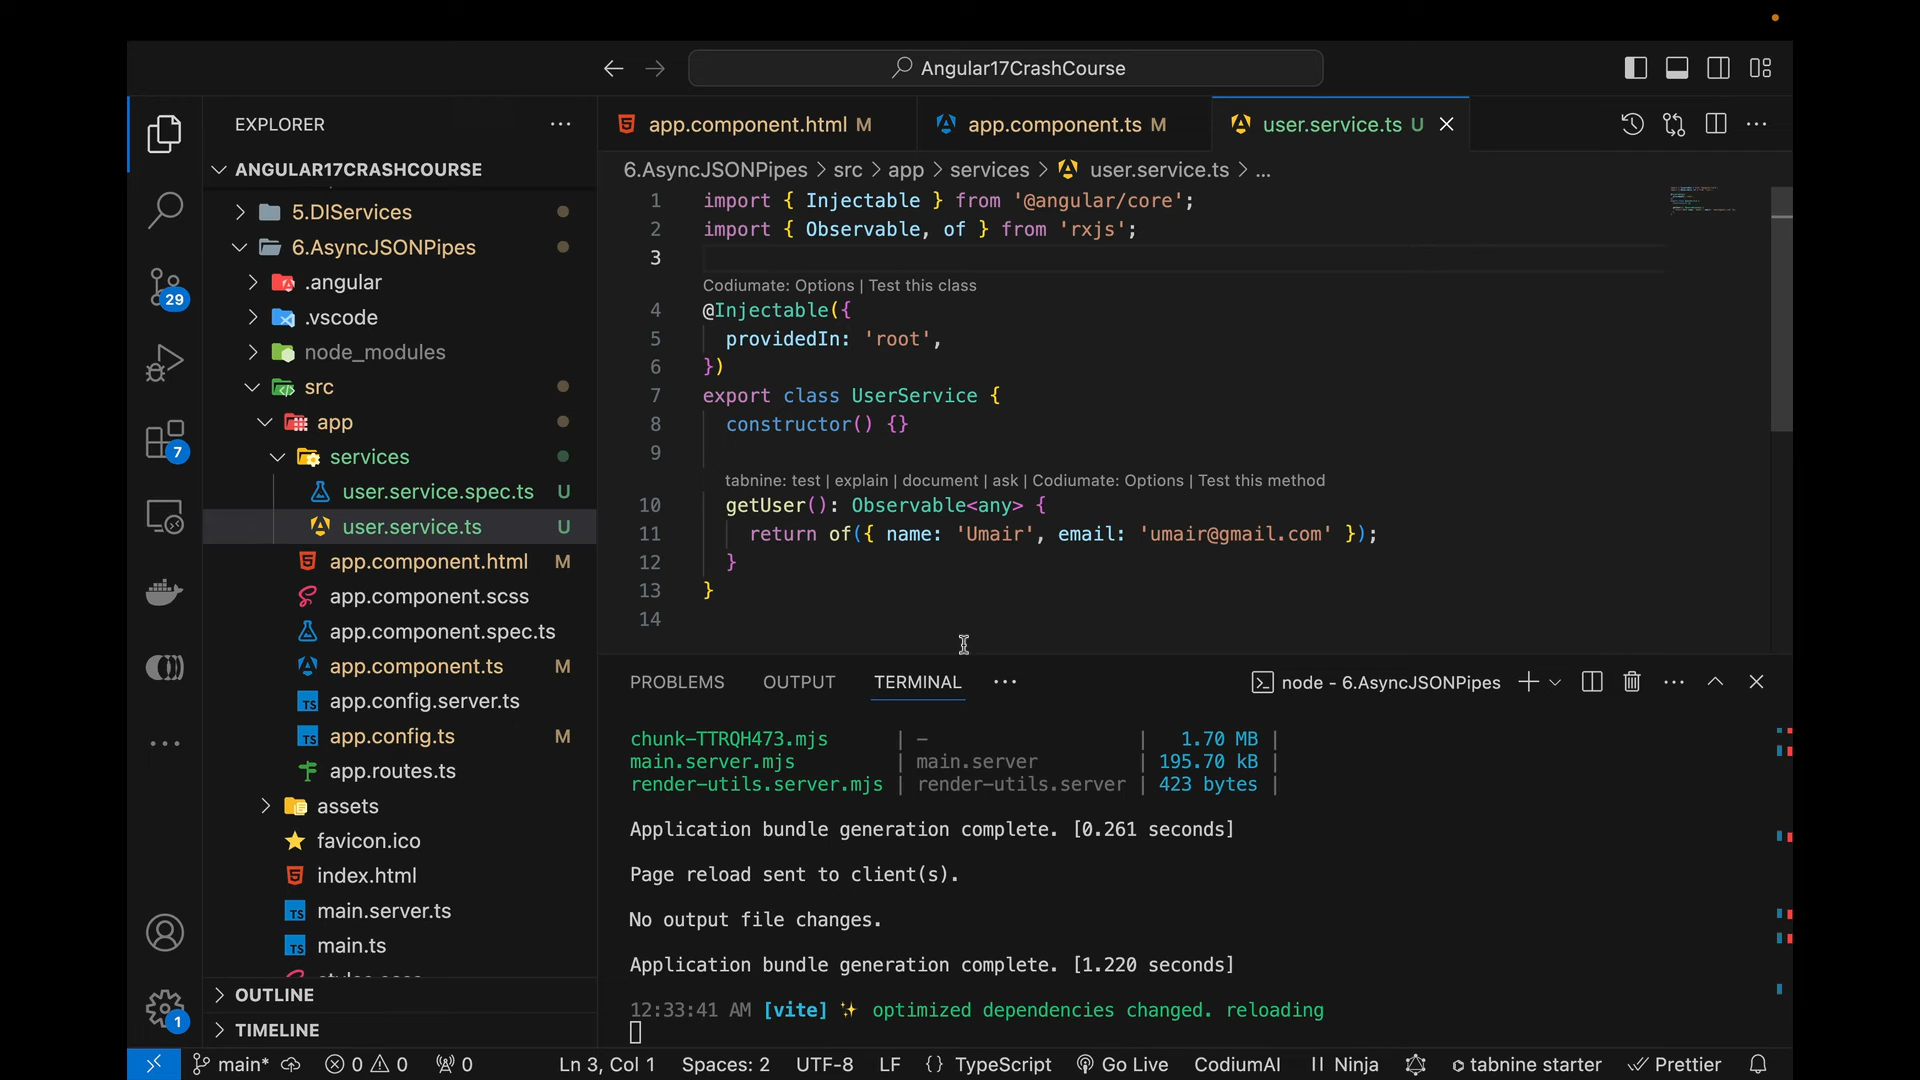 Angular17CrashCourse
EXPLORER
ANGULAR17CRASHCOURSE
5.DIServices
6.AsyncJSONPipes
.angular
.vscode
node_modules
src
app
services
user.service.spec.ts U
user.service.ts U
app.component.html M
app.component.scss
app.component.spec.ts
app.component.ts M
app.config.server.ts
app.config.ts M
app.routes.ts
assets
favicon.ico
index.html
main.server.ts
main.ts
OUTLINE
TIMELINE
29
7
1
app.component.html M
app.component.ts M
user.service.ts U
6.AsyncJSONPipes > src > app > services > user.service.ts > ...
1 import { Injectable } from '@angular/core';
2 import { Observable, of } from 'rxjs';
3
Codiumate: Options | Test this class
4 @Injectable({
5 providedIn: 'root',
6 })
7 export class UserService {
8 constructor() {}
9
tabnine: test | explain | document | ask | Codiumate: Options | Test this method
10 getUser(): Observable<any> {
11 return of({ name: 'Umair', email: 'umair@gmail.com' });
12 }
13 }
14
PROBLEMS OUTPUT TERMINAL
node - 6.AsyncJSONPipes
chunk-TTRQH473.mjs | - | 1.70 MB |
main.server.mjs | main.server | 195.70 kB |
render-utils.server.mjs | render-utils.server | 423 bytes |
Application bundle generation complete. [0.261 seconds]
Page reload sent to client(s).
No output file changes.
Application bundle generation complete. [1.220 seconds]
12:33:41 AM [vite] ✨ optimized dependencies changed. reloading
main* 0 0 0 Ln 3, Col 1 Spaces: 2 UTF-8 LF {} TypeScript Go Live CodiumAI Ninja tabnine starter Prettier